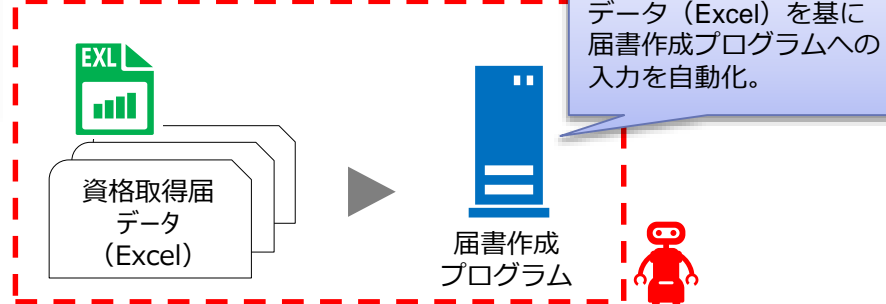 データ（Excel）を基に
届書作成プログラムへの
入力を自動化。
EXL
資格取得届
データ
（Excel）
届書作成
プログラム